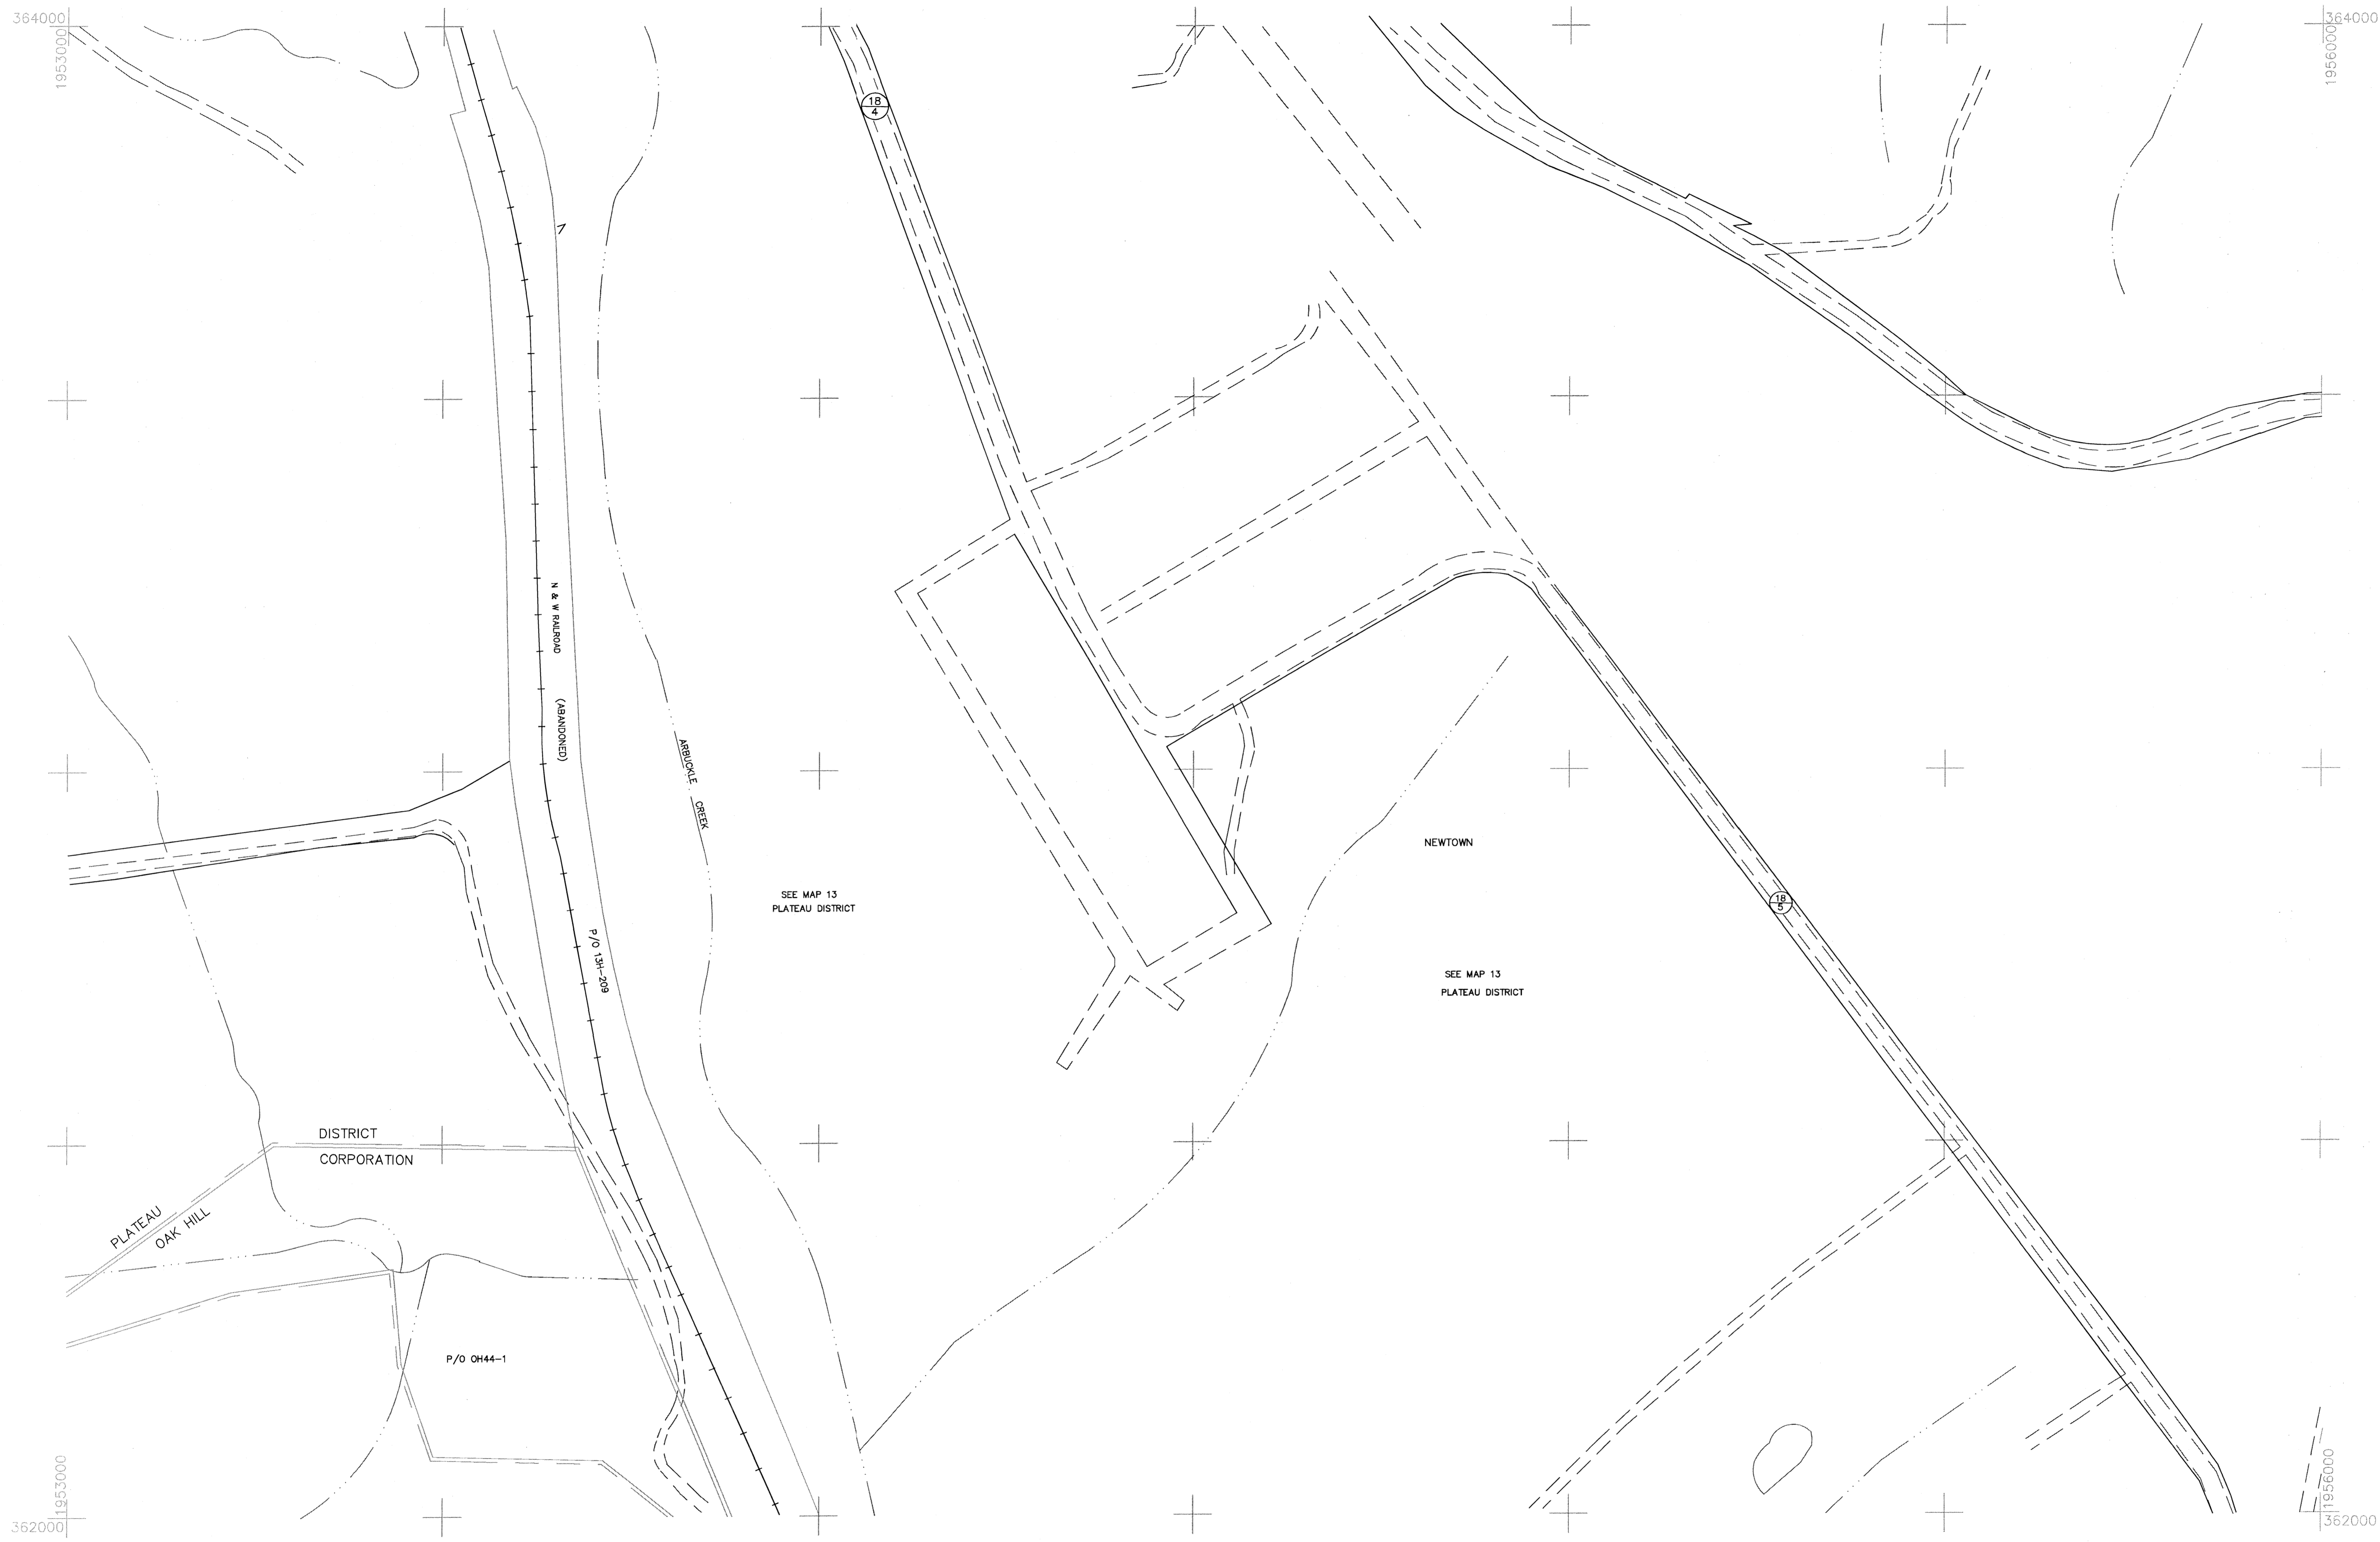 364000
364000
1953000
1956000
18
4
N & W RAILROAD
(ABANDONED)
ARBUCKLE CREEK
NEWTOWN
SEE MAP 13
PLATEAU DISTRICT
18
5
P/O 13H-209
SEE MAP 13
PLATEAU DISTRICT
DISTRICT
CORPORATION
PLATEAU
OAK HILL
P/O OH44-1
1953000
1956000
362000
362000